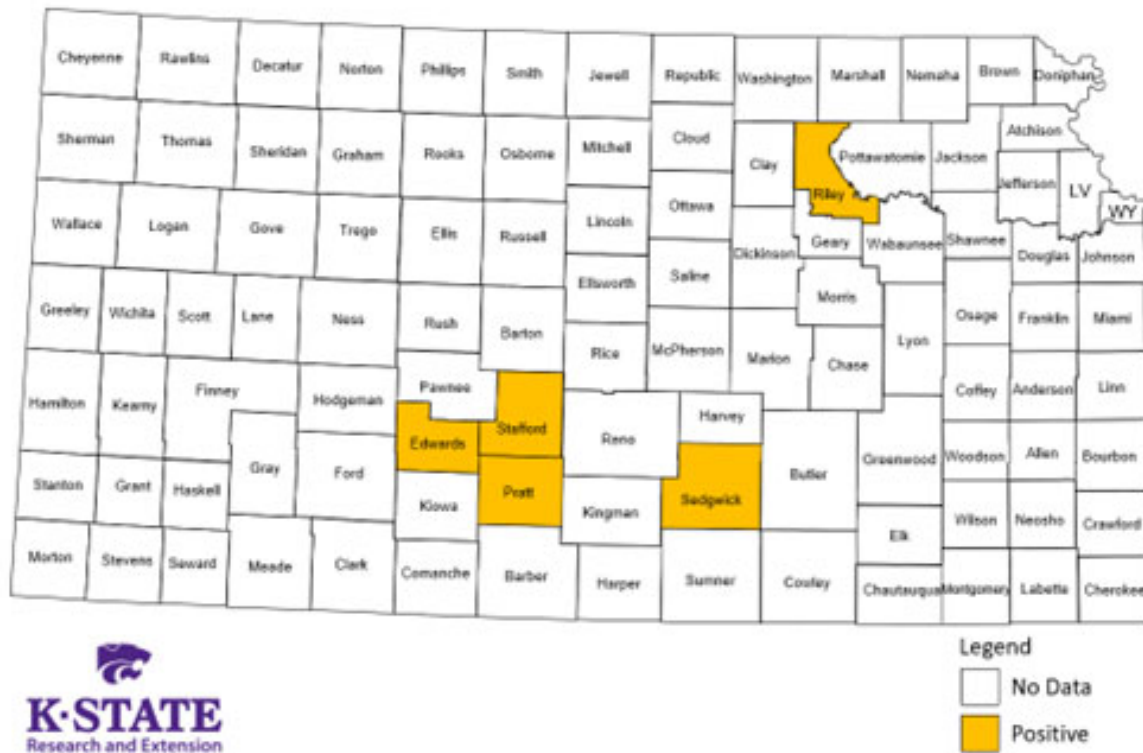 Cheyenne Rawlins Decatur Norton Phillips Smith Jewell Republic Washington Marshall Nemaha Brown Doniphan
Sherman Thomas Sheridan Graham Rooks Osborne Mitchell Cloud Clay Riley Pottawatomie Jackson Atchison
Jefferson LV WY
Wallace Logan Gove Trego Ellis Russell Lincoln Ottawa Dickinson Geary Wabaunsee Shawnee Douglas Johnson
Ellsworth Saline Morris
Greeley Wichita Scott Lane Ness Rush Barton Rice McPherson Marion Chase Lyon Osage Franklin Miami
Hamilton Kearny Finney Hodgeman Pawnee Stafford Reno Harvey Coffey Anderson Linn
Edwards
Stanton Grant Haskell Gray Ford Kiowa Pratt Kingman Sedgwick Butler Greenwood Woodson Allen Bourbon
Elk Wilson Neosho Crawford
Morton Stevens Seward Meade Clark Comanche Barber Harper Sumner Cowley Chautauqua Montgomery Labette Cherokee
Legend
No Data
Positive
K·STATE
Research and Extension